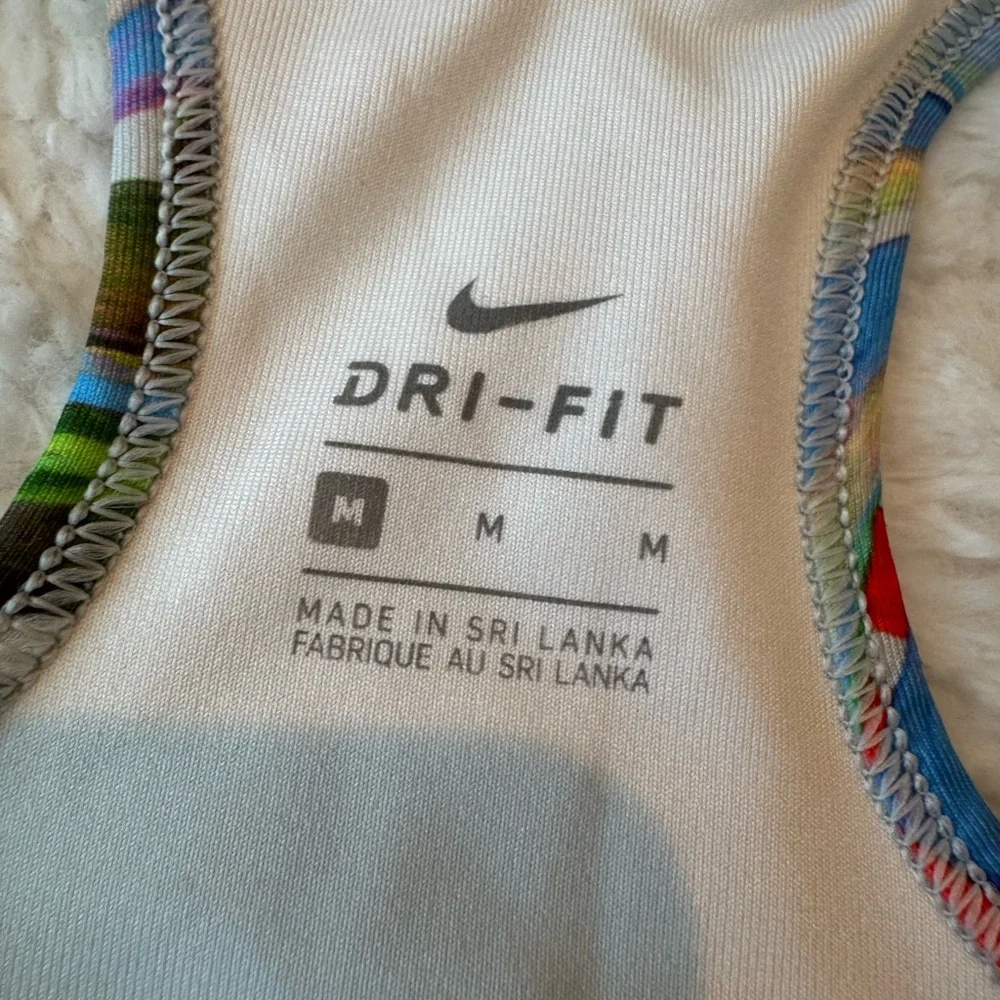 DRI-FIT
M M M
MADE IN SRI LANKA
FABRIQUE AU SRI LANKA